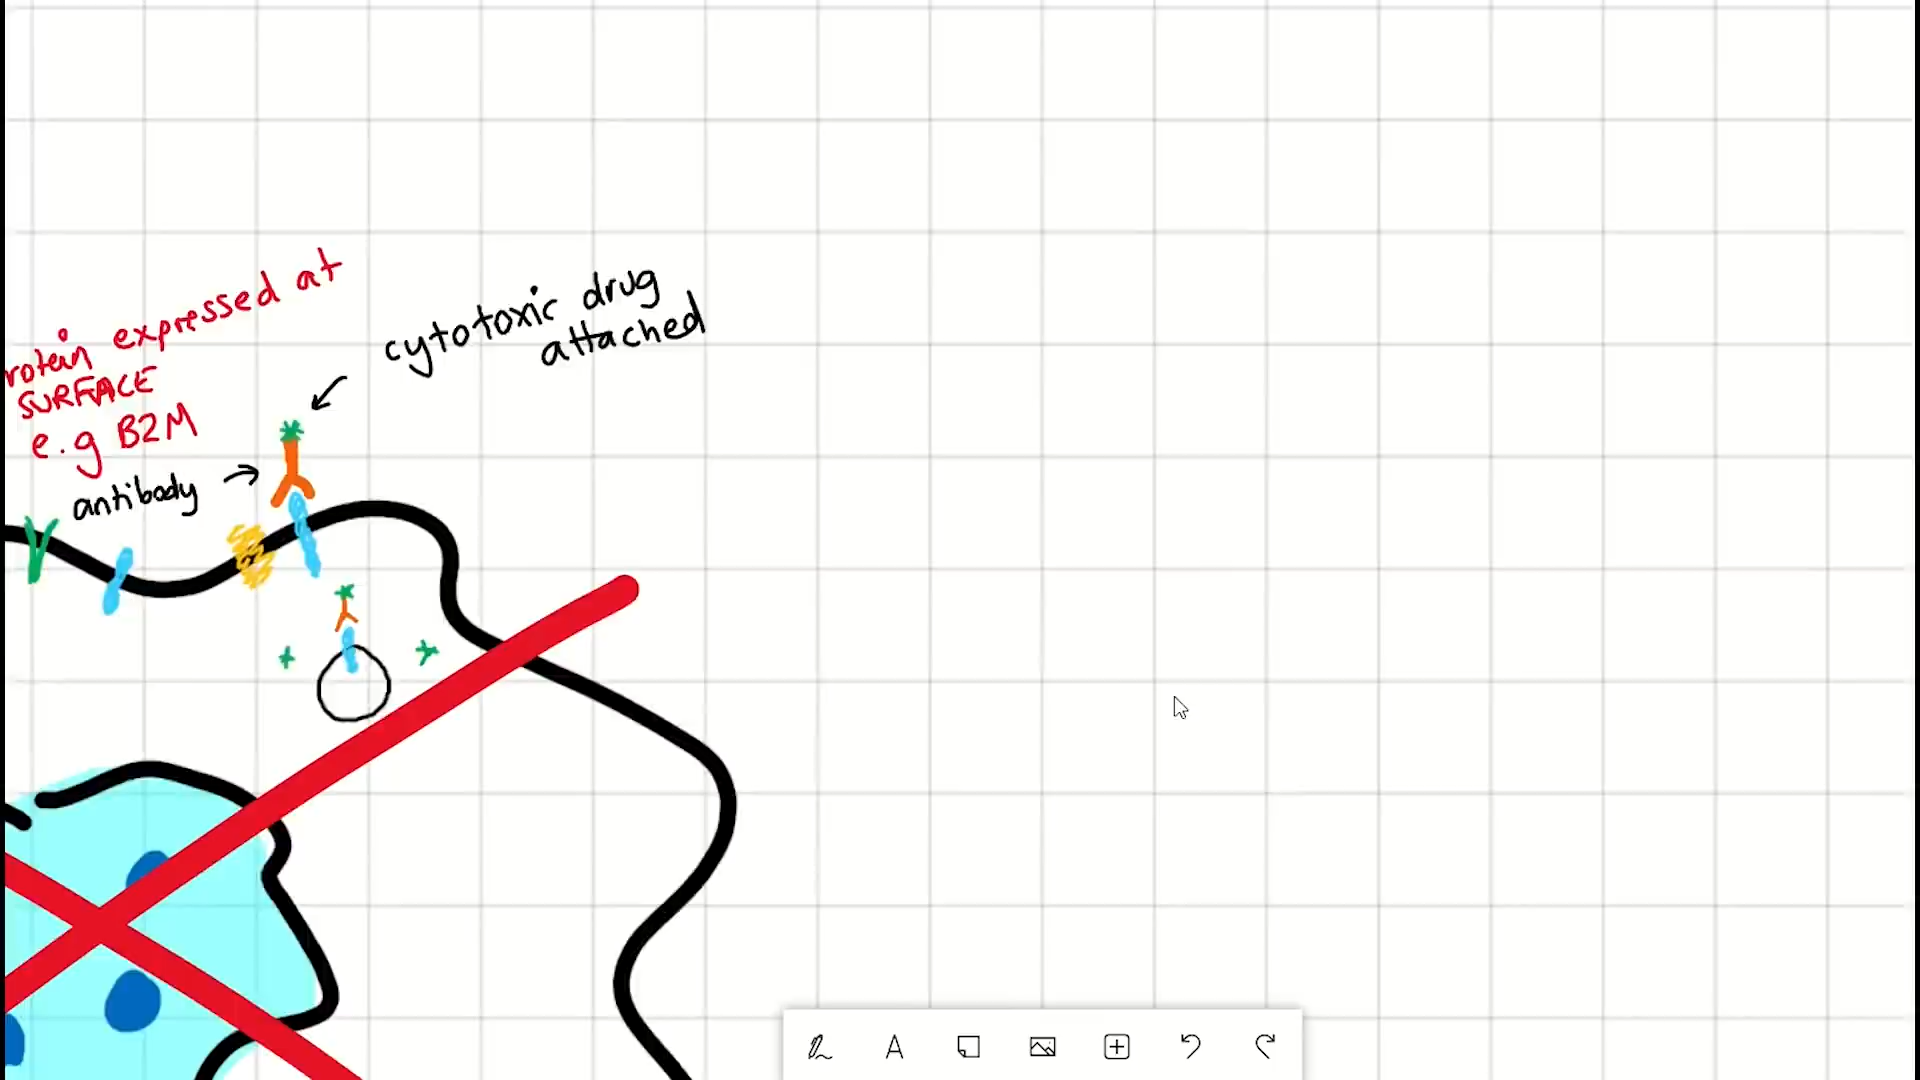 rotein expressed at
SURFACE
e.g B2M
antibody
cytotoxic drug
attached
A